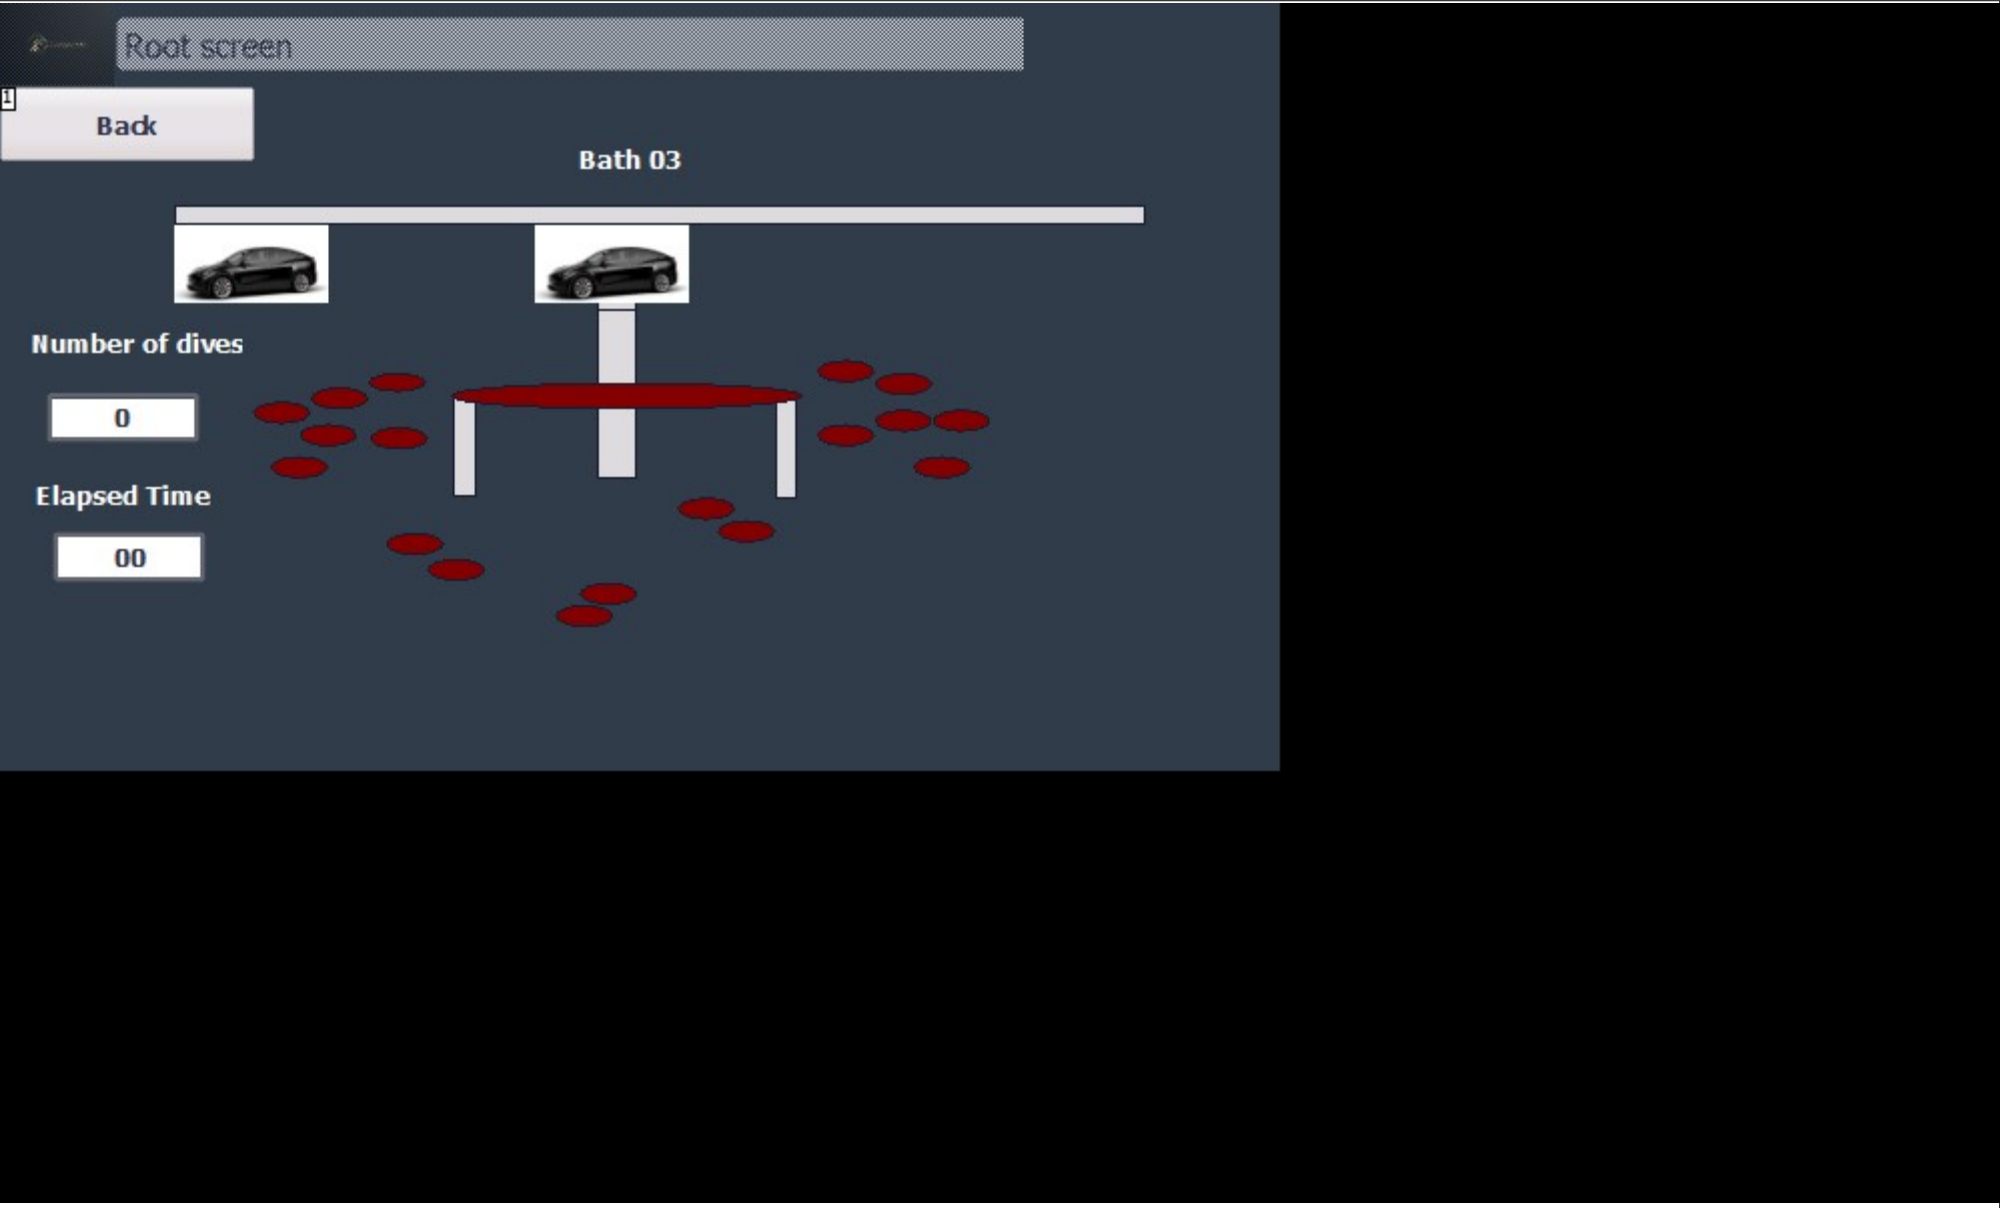 Root screen
1
Back
Bath 03
Number of dives
0
Elapsed Time
00